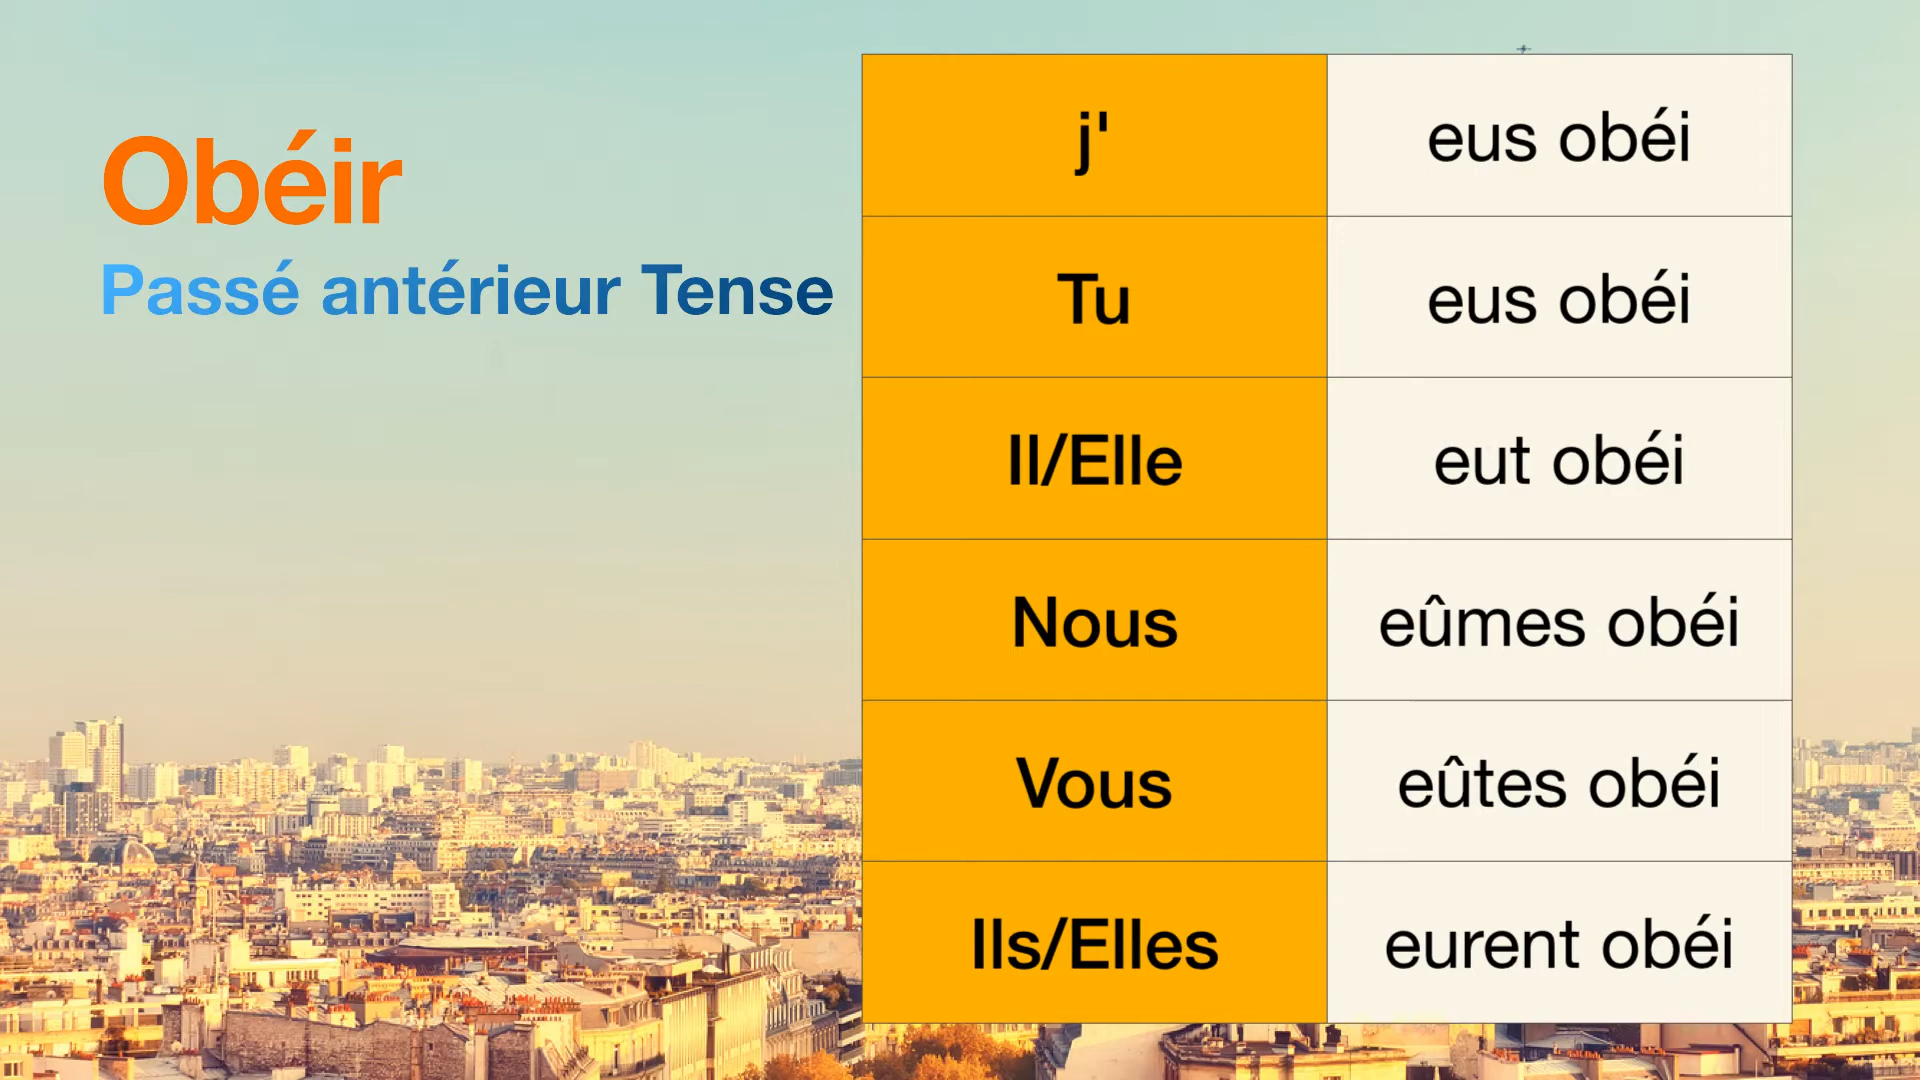 Obéir
Passé antérieur Tense
j' eus obéi
Tu eus obéi
Il/Elle eut obéi
Nous eûmes obéi
Vous eûtes obéi
Ils/Elles eurent obéi